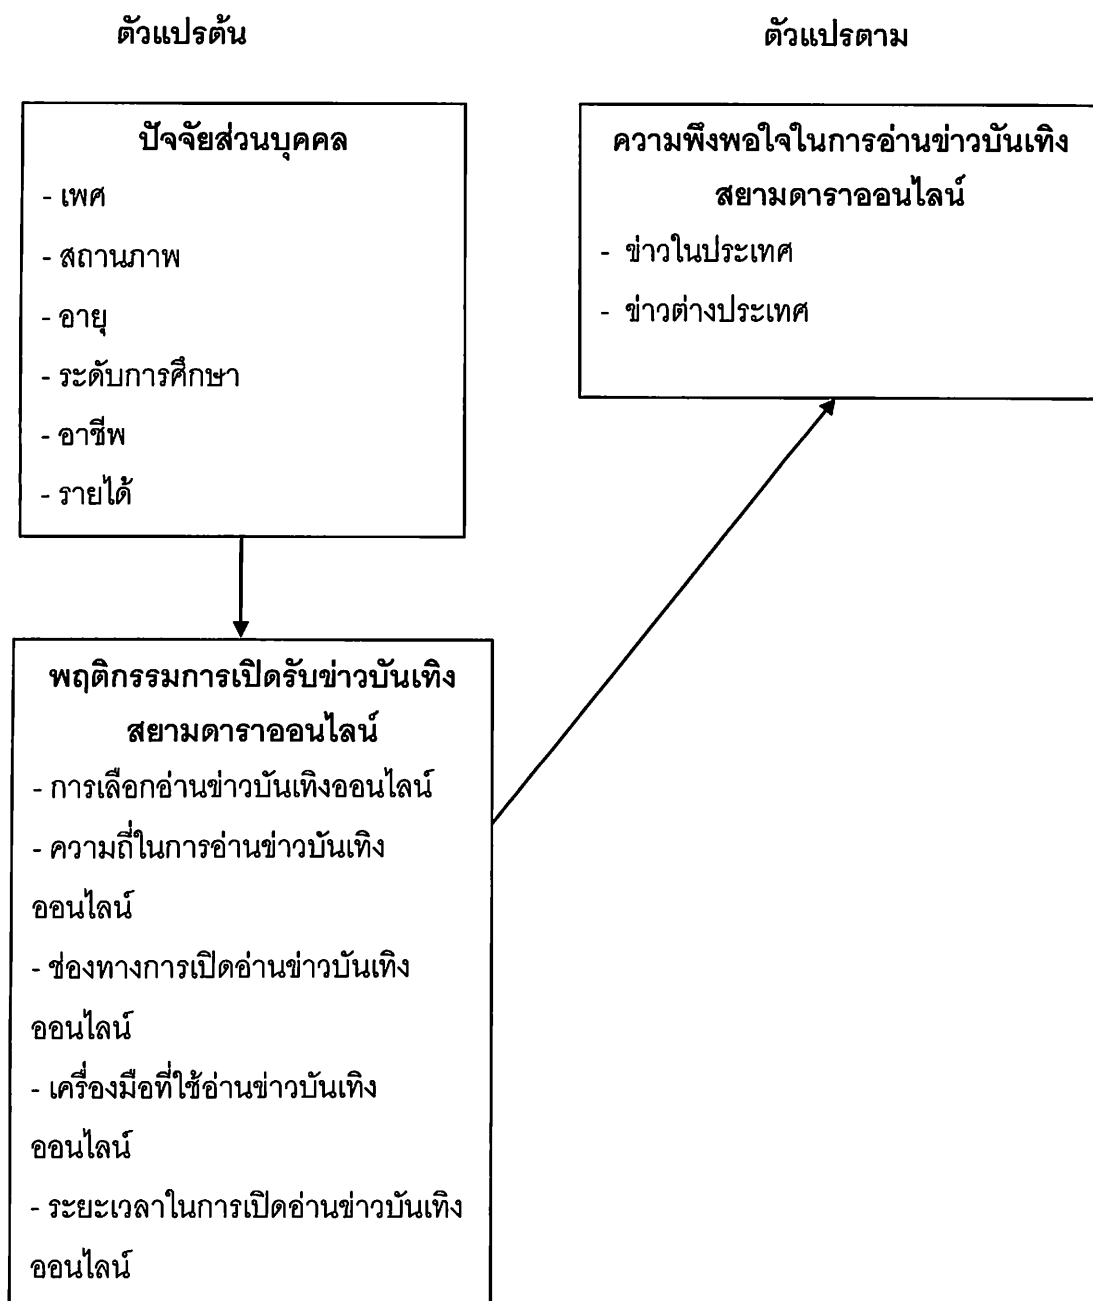 ตัวแปรต้น
ตัวแปรตาม
ปัจจัยส่วนบุคคล
- เพศ
- สถานภาพ
- อายุ
- ระดับการศึกษา
- อาชีพ
- รายได้
ความพึงพอใจในการอ่านข่าวบันเทิง
สยามดาราออนไลน์
- ข่าวในประเทศ
- ข่าวต่างประเทศ
พฤติกรรมการเปิดรับข่าวบันเทิง
สยามดาราออนไลน์
- การเลือกอ่านข่าวบันเทิงออนไลน์
- ความถี่ในการอ่านข่าวบันเทิง
ออนไลน์
- ช่องทางการเปิดอ่านข่าวบันเทิง
ออนไลน์
- เครื่องมือที่ใช้อ่านข่าวบันเทิง
ออนไลน์
- ระยะเวลาในการเปิดอ่านข่าวบันเทิง
ออนไลน์